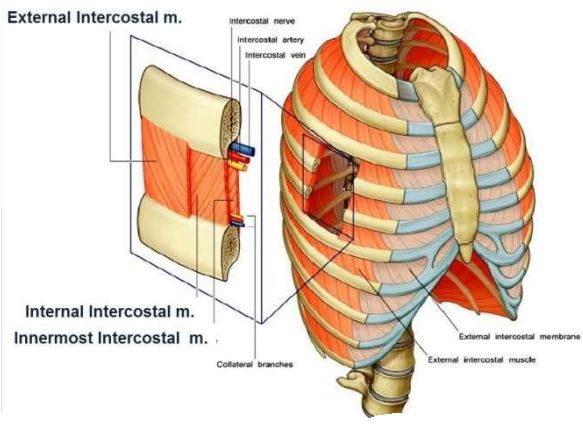 External Intercostal m.
Intercostal nerve
Intercostal artery
Intercostal vein
Internal Intercostal m.
Innermost Intercostal m.
Collateral branches
External intercostal membrane
External intercostal muscle